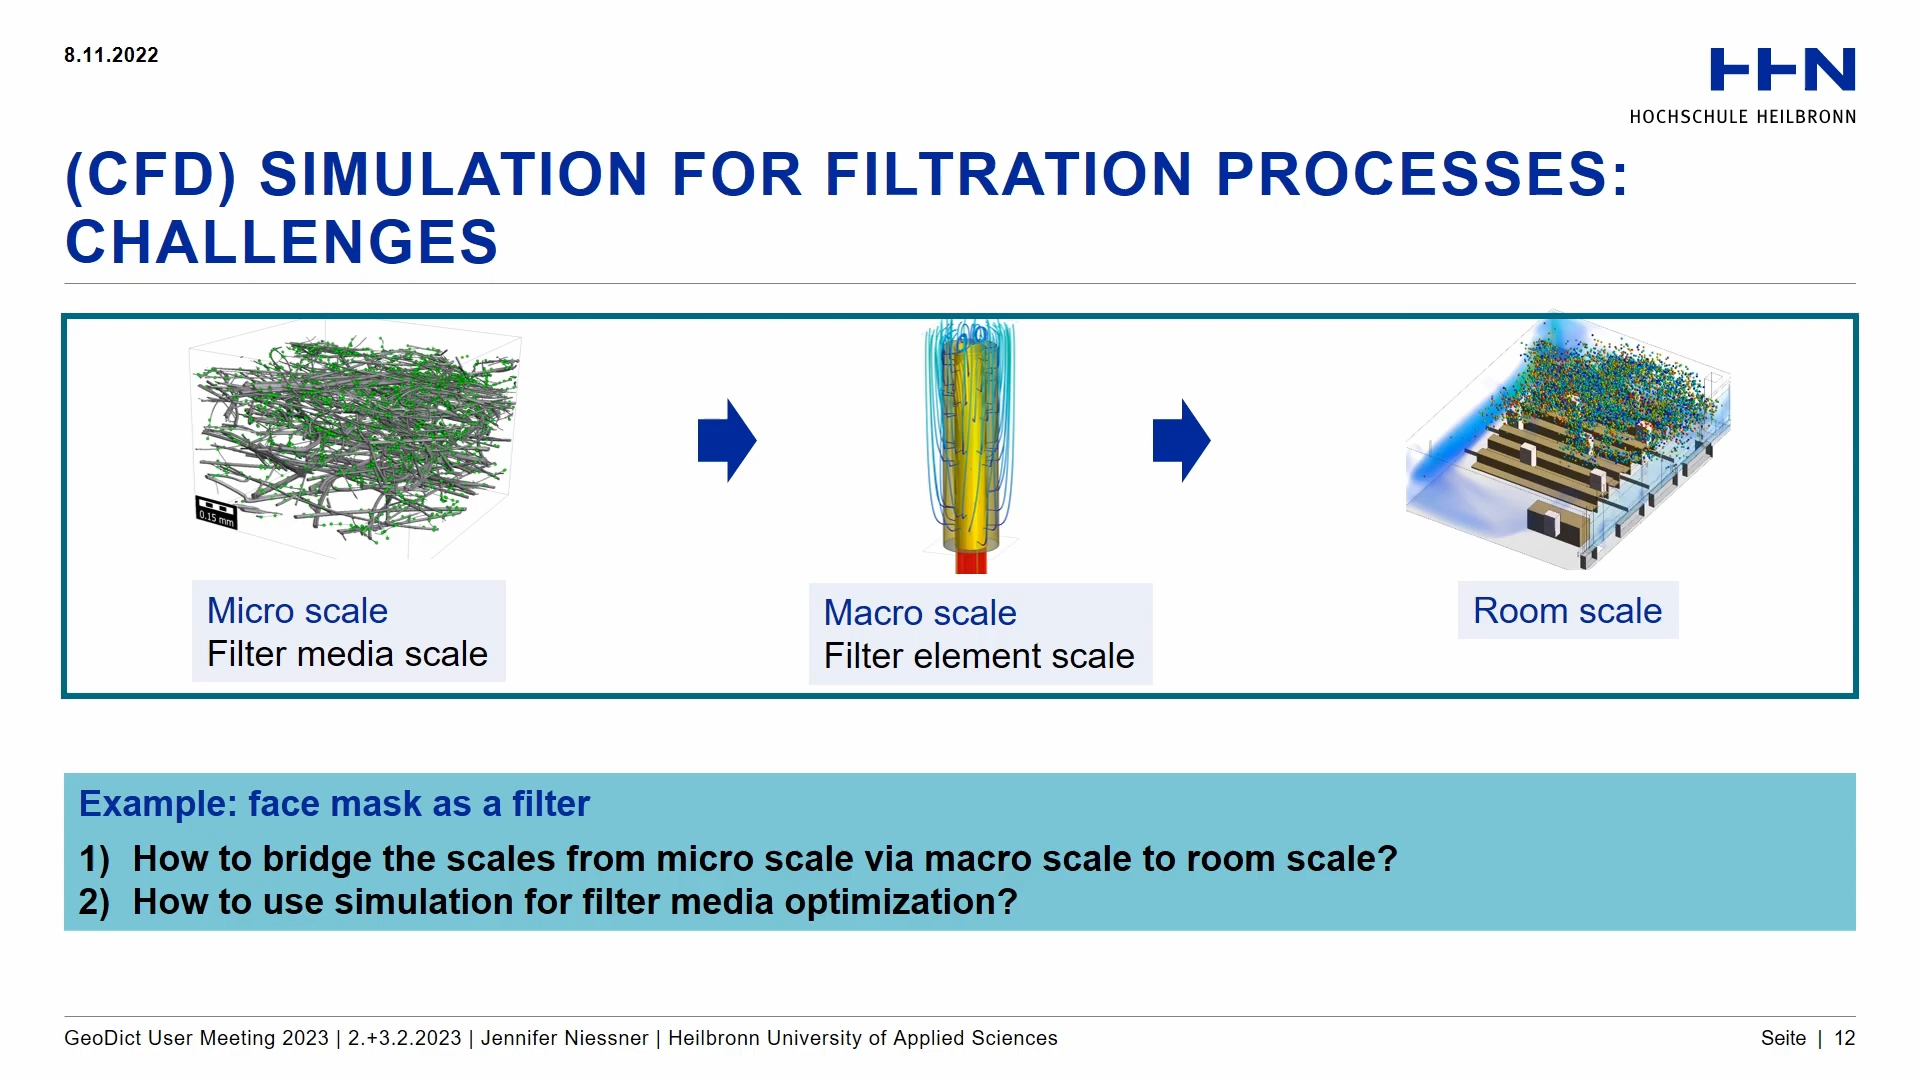 8.11.2022
HHN
HOCHSCHULE HEILBRONN
(CFD) SIMULATION FOR FILTRATION PROCESSES:
CHALLENGES
0.15 mm
Micro scale
Filter media scale
Macro scale
Filter element scale
Room scale
Example: face mask as a filter
1) How to bridge the scales from micro scale via macro scale to room scale?
2) How to use simulation for filter media optimization?
GeoDict User Meeting 2023 | 2.+3.2.2023 | Jennifer Niessner | Heilbronn University of Applied Sciences
Seite | 12